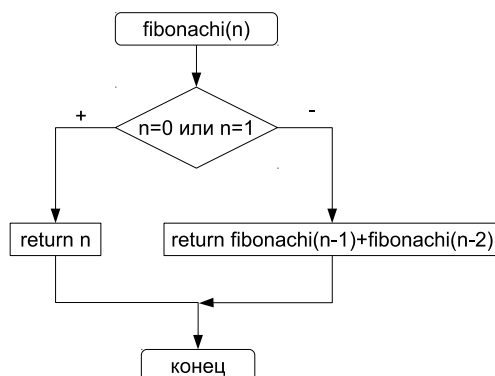 fibonachi(n)
+
-
n=0 или n=1
return n
return fibonachi(n-1)+fibonachi(n-2)
конец